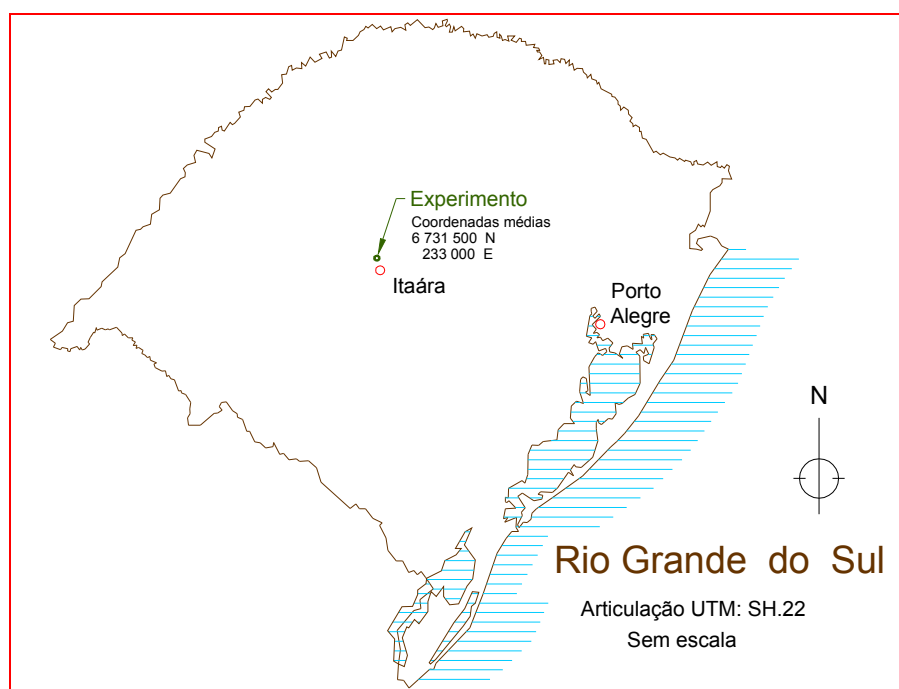 Experimento
Coordenadas médias
6 731 500 N
233 000 E
Itaára
Porto
Alegre
N
Rio Grande do Sul
Articulação UTM: SH.22
Sem escala